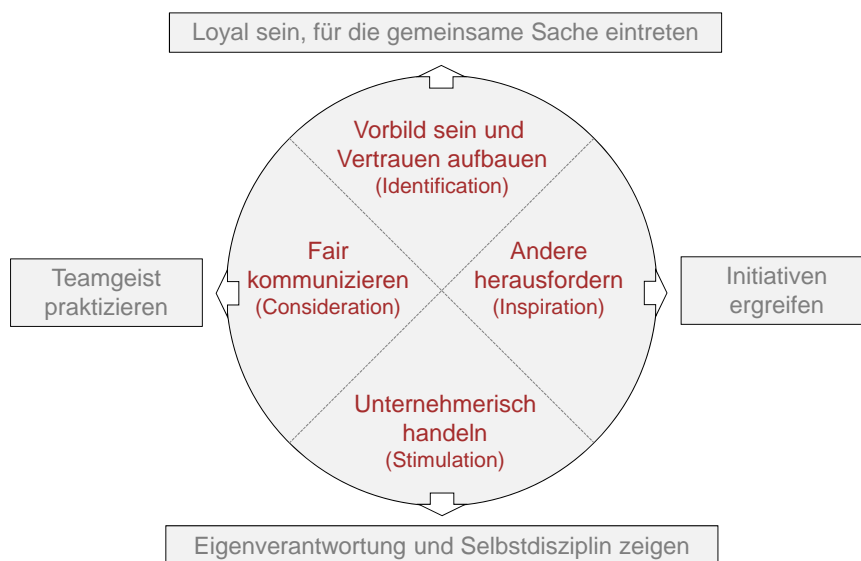 Loyal sein, für die gemeinsame Sache eintreten
Vorbild sein und
Vertrauen aufbauen
(Identification)
Teamgeist
praktizieren
Fair
kommunizieren
(Consideration)
Andere
herausfordern
(Inspiration)
Initiativen
ergreifen
Unternehmerisch
handeln
(Stimulation)
Eigenverantwortung und Selbstdisziplin zeigen